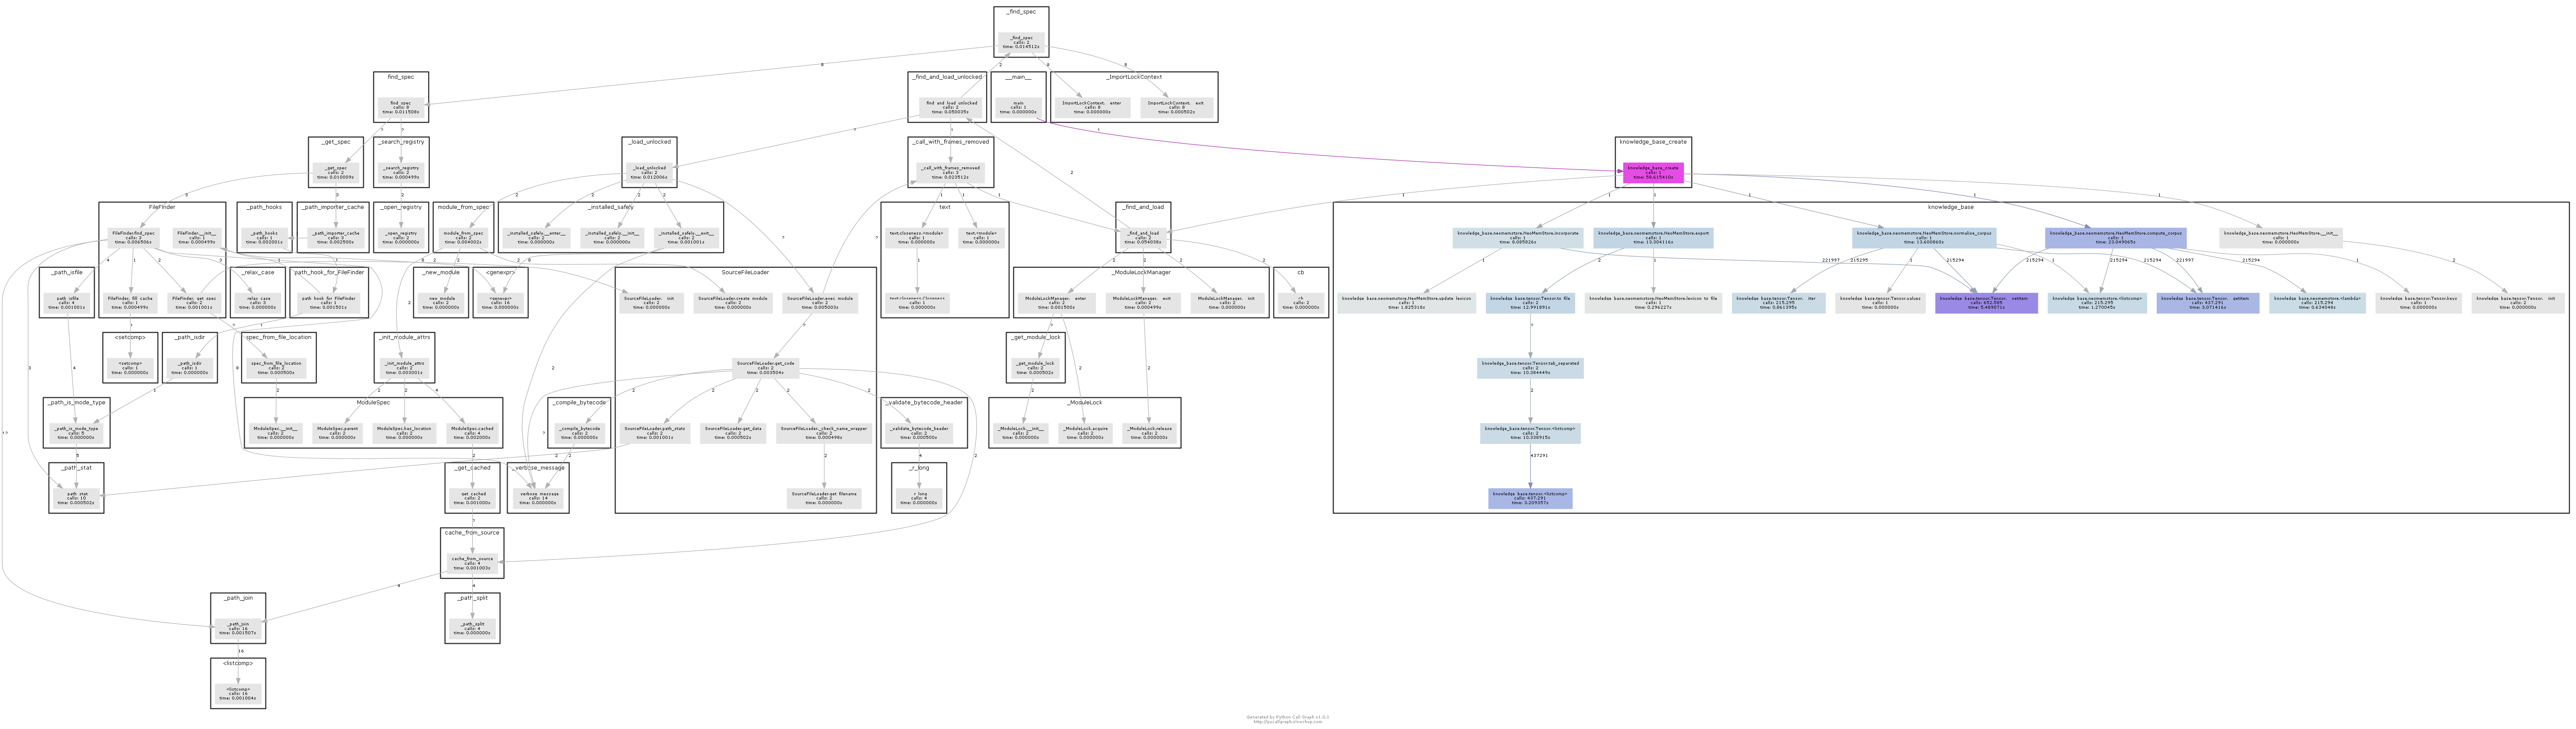 _find_spec
_find_spec
calls: 2
time: 0.014512s
find_spec
find_spec
calls: 8
time: 0.011508s
_find_and_load_unlocked
_find_and_load_unlocked
calls: 2
time: 0.050035s
__main__
main
calls: 1
time: 0.000000s
_ImportLockContext
ImportLockContext. enter
calls: 8
time: 0.000000s
ImportLockContext. exit
calls: 8
time: 0.000502s
_get_spec
_get_spec
calls: 2
time: 0.010009s
_search_registry
_search_registry
calls: 2
time: 0.000499s
_load_unlocked
_load_unlocked
calls: 2
time: 0.012006s
_call_with_frames_removed
_call_with_frames_removed
calls: 3
time: 0.023512s
knowledge_base_create
knowledge_base_create
calls: 1
FileFinder
FileFinder.find_spec
calls: 3
time: 0.006506s
FileFinder.__init__
calls: 1
time: 0.000499s
FileFinder._fill_cache
calls: 1
time: 0.000499s
FileFinder._get_spec
calls: 2
time: 0.001001s
_path_hooks
_path_hooks
calls: 1
time: 0.002001s
_path_importer_cache
_path_importer_cache
calls: 3
time: 0.002500s
_open_registry
_open_registry
calls: 2
time: 0.000000s
module_from_spec
module_from_spec
calls: 2
time: 0.004002s
_installed_safely
_installed_safely.__enter__
calls: 2
time: 0.000000s
_installed_safely.__init__
calls: 2
time: 0.000000s
_installed_safely.__exit__
calls: 2
time: 0.001001s
text
text.closeness.<module>
calls: 1
time: 0.000000s
text.<module>
calls: 1
time: 0.000000s
text.closeness.Closeness
calls: 1
time: 0.000000s
_find_and_load
_find_and_load
calls: 2
time: 0.054038s
knowledge_base
knowledge_base.neomemstore.NeoMemStore.incorporate
calls: 1
knowledge_base.neomemstore.NeoMemStore.export
calls: 1
time: 13.304116s
knowledge_base.neomemstore.NeoMemStore.normalise_corpus
calls: 1
time: 13.600860s
knowledge_base.neomemstore.NeoMemStore.compute_corpus
calls: 1
time: 23.049065s
knowledge_base.neomemstore.NeoMemStore.__init__
calls: 1
time: 0.000000s
_path_isfile
_path_isfile
calls: 4
time: 0.001001s
_relax_case
_relax_case
calls: 3
time: 0.000000s
path_hook_for_FileFinder
path_hook_for_FileFinder
calls: 1
time: 0.001501s
_new_module
_new_module
calls: 2
time: 0.000000s
<genexpr>
<genexpr>
calls: 16
time: 0.000000s
SourceFileLoader
SourceFileLoader. init
calls: 2
time: 0.000000s
SourceFileLoader.create_module
calls: 2
time: 0.000000s
SourceFileLoader.exec_module
calls: 2
time: 0.005003s
_ModuleLockManager
ModuleLockManager. enter
calls: 2
time: 0.001500s
ModuleLockManager. exit
calls: 2
time: 0.000499s
ModuleLockManager. init
calls: 2
time: 0.000000s
cb
cb
calls: 2
time: 0.000000s
knowledge_base.neomemstore.NeoMemStore.update_lexicon
calls: 1
time: 1.025318s
knowledge_base.tensor.Tensor.to_file
calls: 2
time: 12.991891s
knowledge_base.neomemstore.NeoMemStore.lexicon_to_file
calls: 1
time: 0.296227s
knowledge_base.tensor.Tensor. iter
calls: 215,295
time: 0.861395s
knowledge_base.tensor.Tensor.values
calls: 1
time: 0.000000s
knowledge_base.tensor.Tensor. setitem
calls: 652,585
time: 5.489071s
knowledge_base.neomemstore.<listcomp>
calls: 215,295
time: 1.270045s
knowledge_base.tensor.Tensor. getitem
calls: 437,291
time: 3.071416s
knowledge_base.neomemstore.<lambda>
calls: 215,294
time: 0.634048s
knowledge_base.tensor.Tensor.keys
calls: 1
time: 0.000000s
knowledge_base.tensor.Tensor. init
calls: 2
time: 0.000000s
<setcomp>
<setcomp>
calls: 1
time: 0.000000s
_path_isdir
_path_isdir
calls: 1
time: 0.000000s
spec_from_file_location
spec_from_file_location
calls: 2
time: 0.000500s
_init_module_attrs
_init_module_attrs
calls: 2
time: 0.003001s
SourceFileLoader.get_code
calls: 2
time: 0.003504s
_get_module_lock
_get_module_lock
calls: 2
time: 0.000502s
knowledge_base.tensor.Tensor.tab_separated
calls: 2
time: 10.384449s
_path_is_mode_type
_path_is_mode_type
calls: 5
time: 0.000000s
ModuleSpec
ModuleSpec.__init__
calls: 2
time: 0.000000s
ModuleSpec.parent
calls: 2
time: 0.000000s
ModuleSpec.has_location
calls: 2
time: 0.000000s
ModuleSpec.cached
calls: 4
time: 0.002000s
_compile_bytecode
_compile_bytecode
calls: 2
time: 0.000000s
SourceFileLoader.path_stats
calls: 2
time: 0.001001s
SourceFileLoader.get_data
calls: 2
time: 0.000502s
SourceFileLoader._check_name_wrapper
calls: 2
time: 0.000498s
_validate_bytecode_header
_validate_bytecode_header
calls: 2
time: 0.000500s
_ModuleLock
_ModuleLock.__init__
calls: 2
time: 0.000000s
_ModuleLock.acquire
calls: 2
time: 0.000000s
_ModuleLock.release
calls: 2
time: 0.000000s
knowledge_base.tensor.Tensor.<listcomp>
calls: 2
time: 10.338915s
_path_stat
_path_stat
calls: 10
time: 0.000502s
_get_cached
_get_cached
calls: 2
time: 0.001000s
_verbose_message
_verbose_message
calls: 14
time: 0.000000s
SourceFileLoader.get_filename
calls: 2
time: 0.000000s
_r_long
_r_long
calls: 4
time: 0.000000s
knowledge_base.tensor.<listcomp>
calls: 437,291
time: 3.209357s
cache_from_source
cache_from_source
calls: 4
time: 0.001003s
_path_join
_path_join
calls: 16
time: 0.001507s
_path_split
_path_split
calls: 4
time: 0.000000s
<listcomp>
<listcomp>
calls: 16
time: 0.001004s
Generated by Python Call Graph v1.0.1
http://pycallgraph.slowchop.com